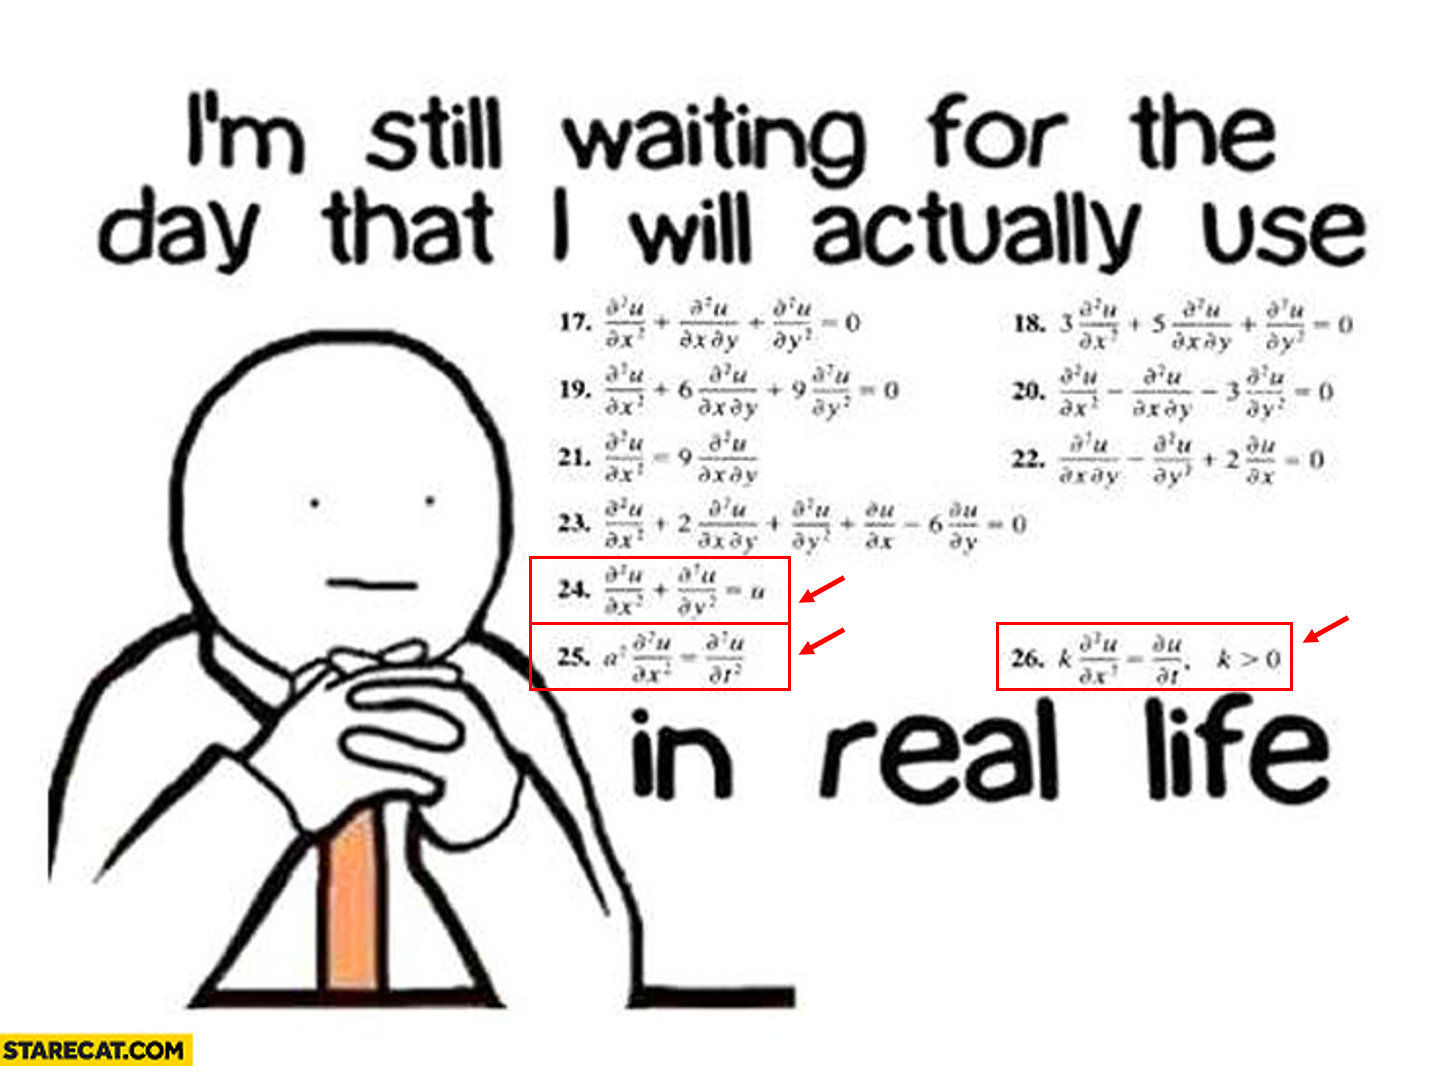 I'm still waiting for the
day that I will actually use
17. ∂²u/∂x² + ∂²u/∂x∂y + ∂²u/∂y² = 0
18. 3 ∂²u/∂x² + 5 ∂²u/∂x∂y + ∂²u/∂y² = 0
19. ∂²u/∂x² + 6 ∂²u/∂x∂y + 9 ∂²u/∂y² = 0
20. ∂²u/∂x² − ∂²u/∂x∂y − 3 ∂²u/∂y² = 0
21. ∂²u/∂x² = 9 ∂²u/∂x∂y
22. ∂²u/∂x∂y − ∂²u/∂y² + 2 ∂u/∂x = 0
23. ∂²u/∂x² + 2 ∂²u/∂x∂y + ∂²u/∂y² + ∂u/∂x − 6 ∂u/∂y = 0
24. ∂²u/∂x² + ∂²u/∂y² = u
25. a² ∂²u/∂x² = ∂²u/∂t²
26. k ∂²u/∂x² = ∂u/∂t, k > 0
in real life
STARECAT.COM